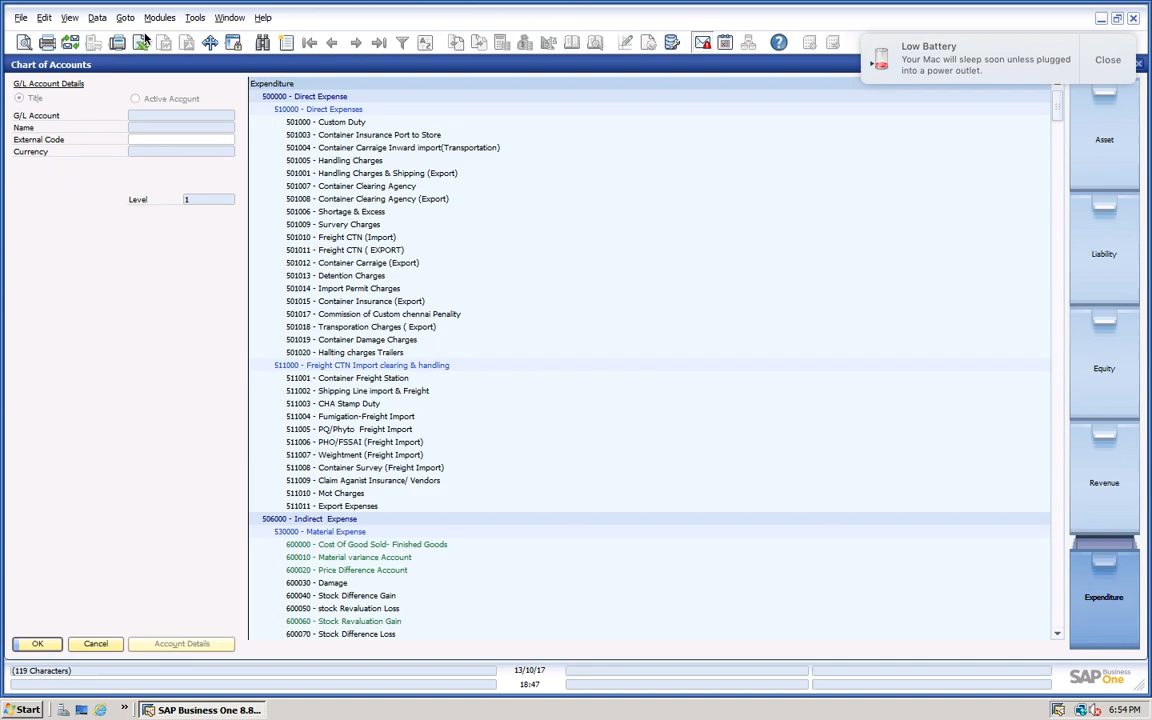 File Edit View Data Goto Modules Tools Window Help
Low Battery
Your Mac will sleep soon unless plugged
into a power outlet.
Close
Chart of Accounts
G/L Account Details
Title
Active Account
G/L Account
Name
External Code
Currency
Level 1
Expenditure
500000 - Direct Expense
510000 - Direct Expenses
501000 - Custom Duty
501003 - Container Insurance Port to Store
501004 - Container Carraige Inward import(Transportation)
501005 - Handling Charges
501001 - Handling Charges & Shipping (Export)
501007 - Container Clearing Agency
501008 - Container Clearing Agency (Export)
501006 - Shortage & Excess
501009 - Survery Charges
501010 - Freight CTN (Import)
501011 - Freight CTN ( EXPORT)
501012 - Container Carraige (Export)
501013 - Detention Charges
501014 - Import Permit Charges
501015 - Container Insurance (Export)
501017 - Commission of Custom chennai Penality
501018 - Transporation Charges ( Export)
501019 - Container Damage Charges
501020 - Halting charges Trailers
511000 - Freight CTN Import clearing & handling
511001 - Container Freight Station
511002 - Shipping Line import & Freight
511003 - CHA Stamp Duty
511004 - Fumigation-Freight Import
511005 - PQ/Phyto Freight Import
511006 - PHO/FSSAI (Freight Import)
511007 - Weightment (Freight Import)
511008 - Container Survey (Freight Import)
511009 - Claim Aganist Insurance/ Vendors
511010 - Mot Charges
511011 - Export Expenses
506000 - Indirect Expense
530000 - Material Expense
600000 - Cost Of Good Sold- Finished Goods
600010 - Material variance Account
600020 - Price Difference Account
600030 - Damage
600040 - Stock Difference Gain
600050 - stock Revaluation Loss
600060 - Stock Revaluation Gain
600070 - Stock Difference Loss
Asset
Liability
Equity
Revenue
Expenditure
OK
Cancel
Account Details
(119 Characters)
13/10/17
18:47
SAP Business One
Start
SAP Business One 8.8...
6:54 PM